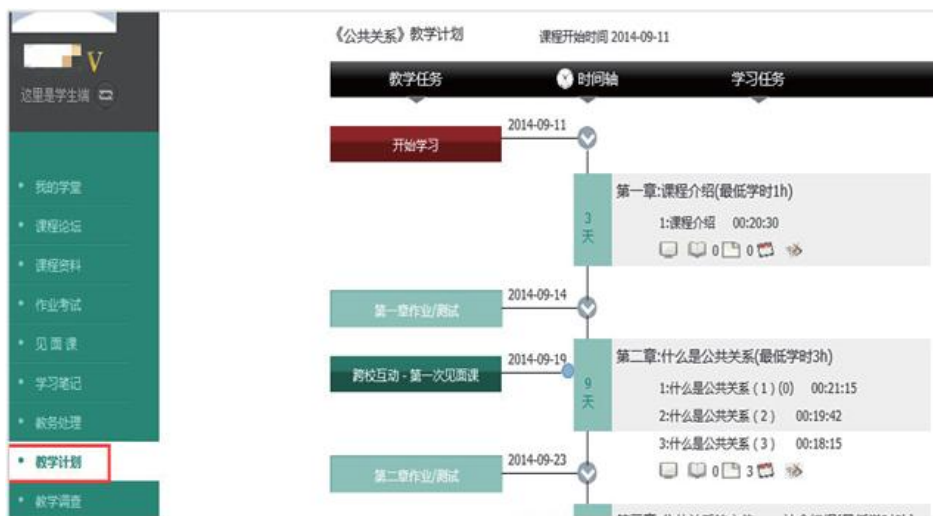 V
这里是学生端
• 我的学堂
• 课程论坛
• 课程资料
• 作业考试
• 见面课
• 学习笔记
• 教务处理
• 教学计划
• 教学调查
《公共关系》教学计划 课程开始时间 2014-09-11
教学任务 时间轴 学习任务
开始学习 2014-09-11
3天
第一章:课程介绍(最低学时1h)
1:课程介绍 00:20:30
0 0
第一章作业/测试 2014-09-14
跨校互动 - 第一次见面课 2014-09-19
9天
第二章:什么是公共关系(最低学时3h)
1:什么是公共关系(1)(0) 00:21:15
2:什么是公共关系(2) 00:19:42
3:什么是公共关系(3) 00:18:15
0 3
第二章作业/测试 2014-09-23